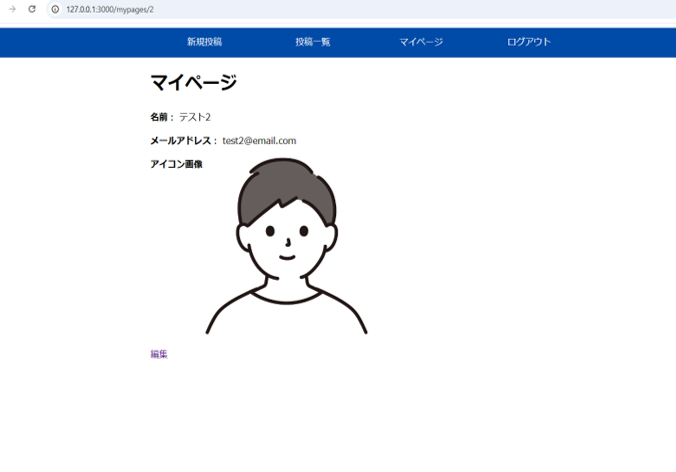 127.0.0.1:3000/mypages/2
新規投稿 投稿一覧 マイページ ログアウト
マイページ
名前： テスト2
メールアドレス： test2@email.com
アイコン画像
編集